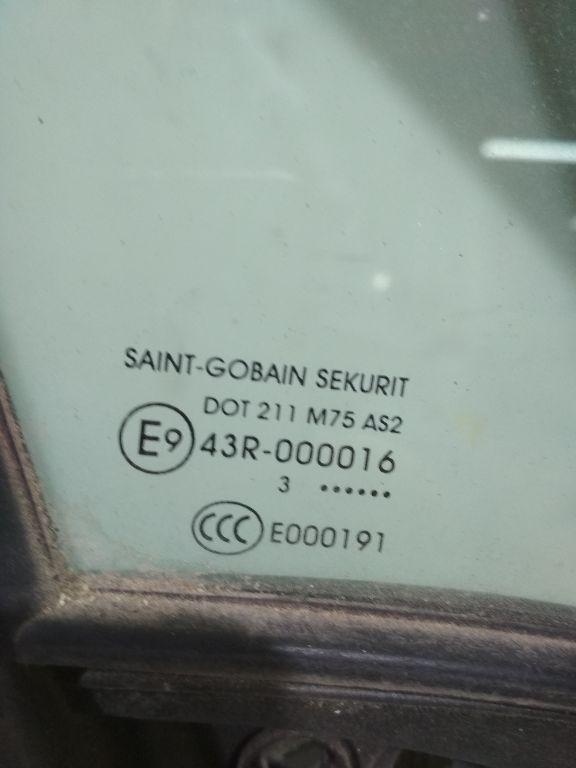 SAINT-GOBAIN SEKURIT
DOT 211 M75 AS2
E9 43R-000016
3 ••••••
CCC E000191